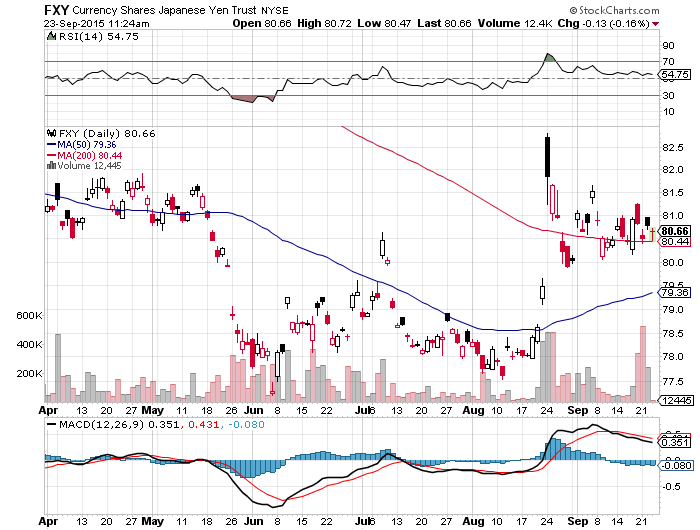 FXY Currency Shares Japanese Yen Trust NYSE © StockCharts.com
23-Sep-2015 11:24am Open 80.66 High 80.72 Low 80.47 Last 80.66 Volume 12.4K Chg -0.13 (-0.16%)
RSI(14) 54.75
90
70
54.75
50
30
10
FXY (Daily) 80.66
MA(50) 79.36
MA(200) 80.44
Volume 12,445
82.5
82.0
81.5
81.0
80.66
80.44
80.0
79.5
79.36
79.0
78.5
78.0
77.5
600K
400K
200K
12445
Apr 13 20 27 May 11 18 26 Jun 8 15 22 Jul 6 13 20 27 Aug 10 17 24 Sep 8 14 21
MACD(12,26,9) 0.351, 0.431, -0.080
0.351
0.0
-0.080
-0.5
Apr 13 20 27 May 11 18 26 Jun 8 15 22 Jul 6 13 20 27 Aug 10 17 24 Sep 8 14 21